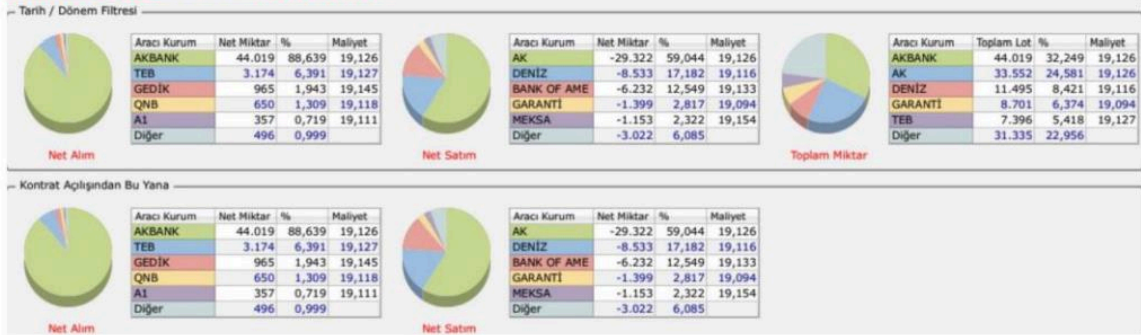 Tarih / Dönem Filtresi
Aracı Kurum Net Miktar % Maliyet
AKBANK 44.019 88,639 19,126
TEB 3.174 6,391 19,127
GEDİK 965 1,943 19,145
QNB 650 1,309 19,118
A1 357 0,719 19,111
Diğer 496 0,999
Net Alım
Aracı Kurum Net Miktar % Maliyet
AK -29.322 59,044 19,126
DENİZ -8.533 17,182 19,116
BANK OF AME -6.232 12,549 19,133
GARANTİ -1.399 2,817 19,094
MEKSA -1.153 2,322 19,154
Diğer -3.022 6,085
Net Satım
Aracı Kurum Toplam Lot % Maliyet
AKBANK 44.019 32,249 19,126
AK 33.552 24,581 19,126
DENİZ 11.495 8,421 19,116
GARANTİ 8.701 6,374 19,094
TEB 7.396 5,418 19,127
Diğer 31.335 22,956
Toplam Miktar
Kontrat Açılışından Bu Yana
Aracı Kurum Net Miktar % Maliyet
AKBANK 44.019 88,639 19,126
TEB 3.174 6,391 19,127
GEDİK 965 1,943 19,145
QNB 650 1,309 19,118
A1 357 0,719 19,111
Diğer 496 0,999
Net Alım
Aracı Kurum Net Miktar % Maliyet
AK -29.322 59,044 19,126
DENİZ -8.533 17,182 19,116
BANK OF AME -6.232 12,549 19,133
GARANTİ -1.399 2,817 19,094
MEKSA -1.153 2,322 19,154
Diğer -3.022 6,085
Net Satım